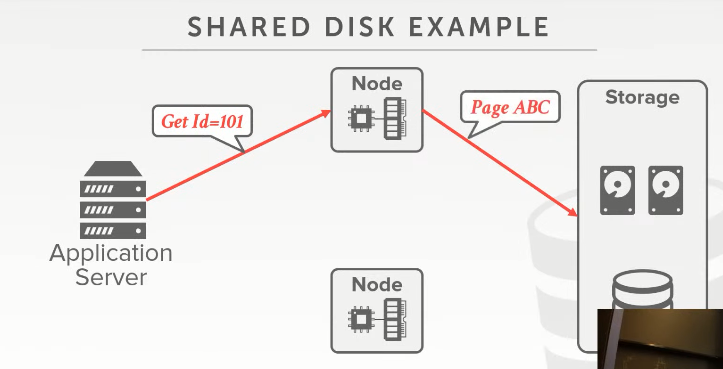 SHARED DISK EXAMPLE
Node
Storage
Get Id=101
Page ABC
Application
Server
Node